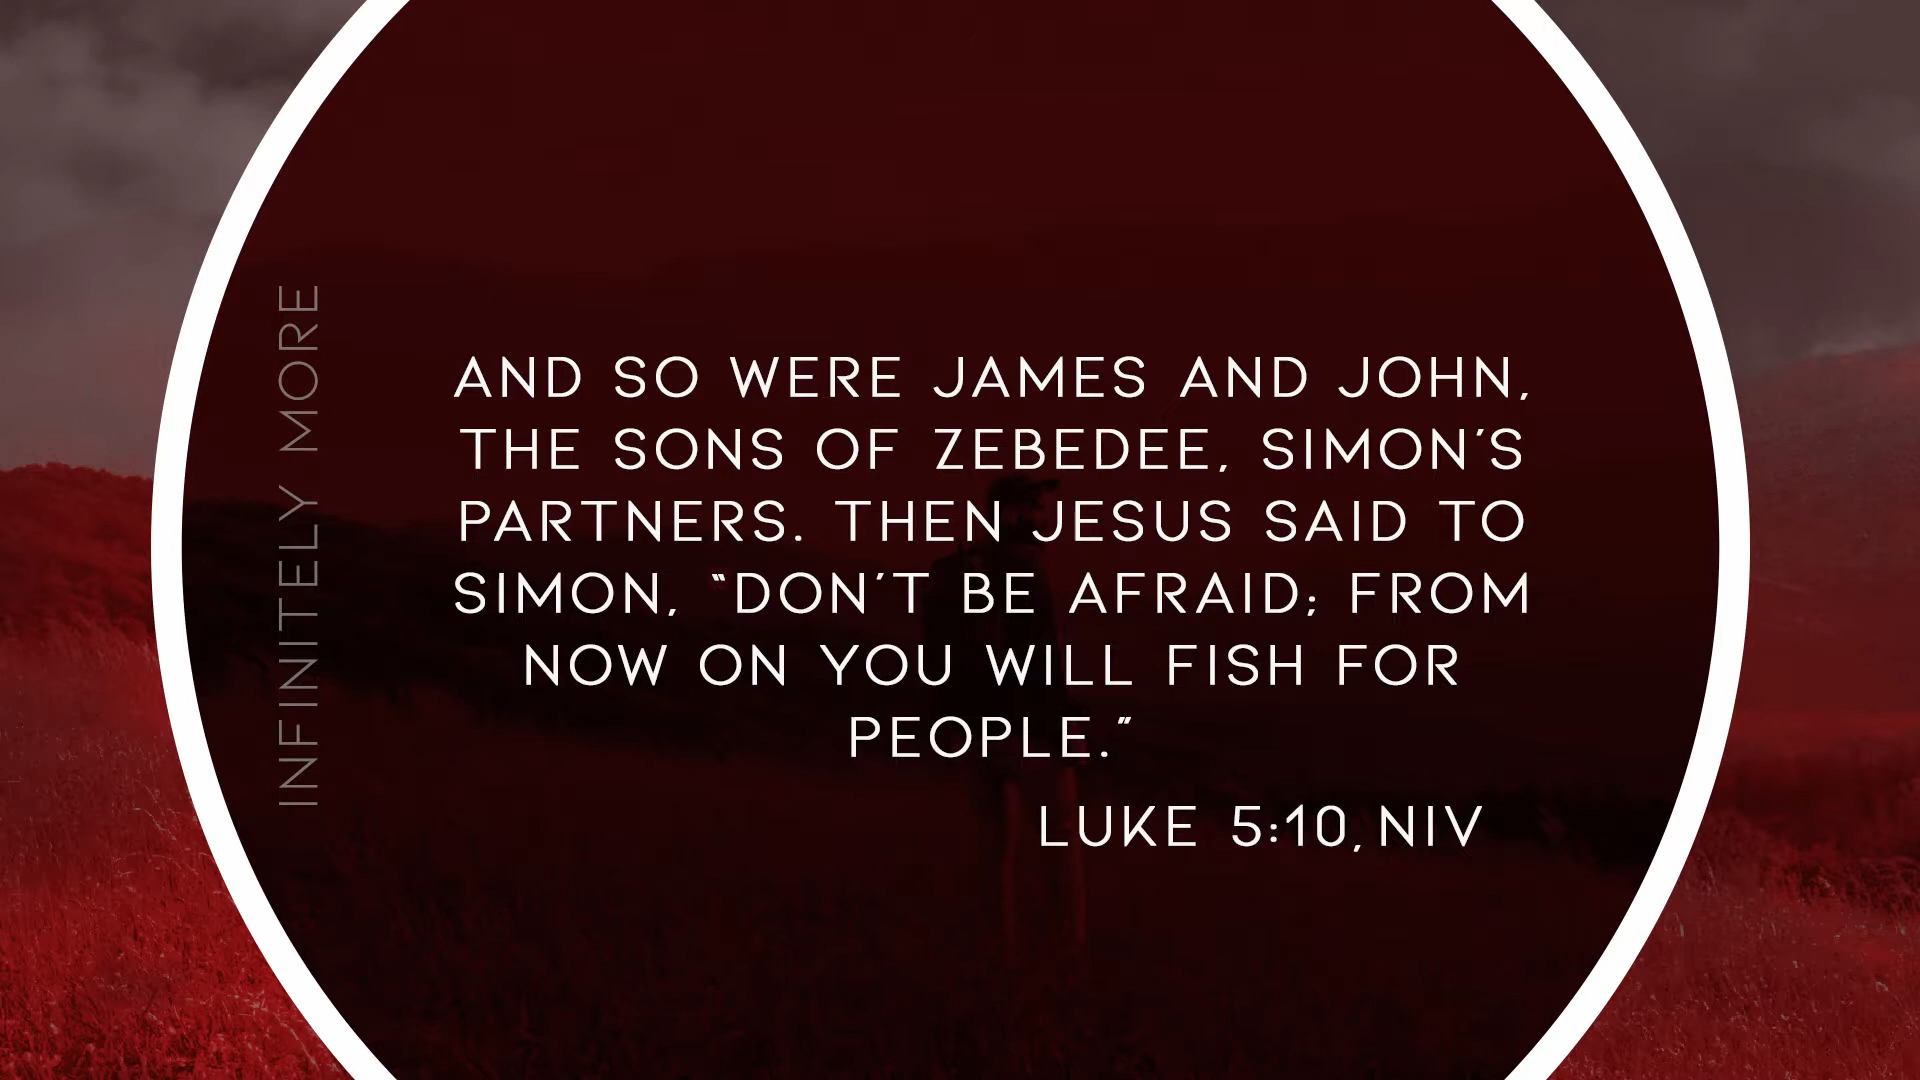 INFINITELY MORE
AND SO WERE JAMES AND JOHN,
THE SONS OF ZEBEDEE, SIMON'S
PARTNERS. THEN JESUS SAID TO
SIMON, “DON'T BE AFRAID; FROM
NOW ON YOU WILL FISH FOR
PEOPLE.”
LUKE 5:10, NIV